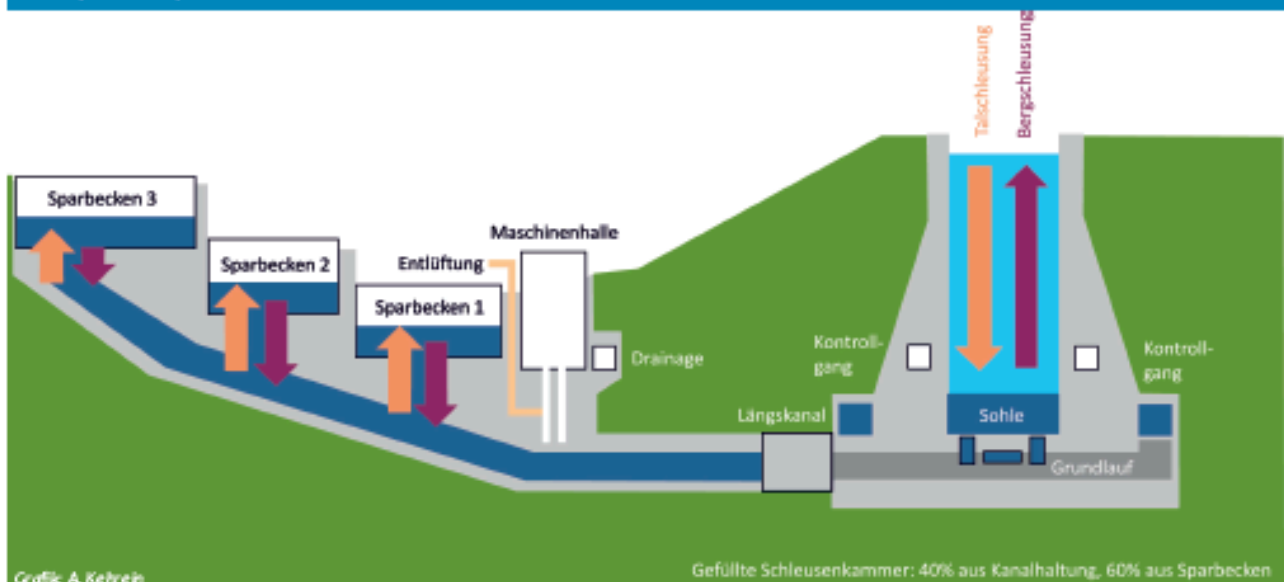 Talschleusung
Bergschleusung
Sparbecken 3
Sparbecken 2
Sparbecken 1
Maschinenhalle
Entlüftung
Drainage
Kontroll-
gang
Kontroll-
gang
Längskanal
Sohle
Grundlauf
Gefüllte Schleusenkammer: 40% aus Kanalhaltung, 60% aus Sparbecken
Grafik: A. Kehrein